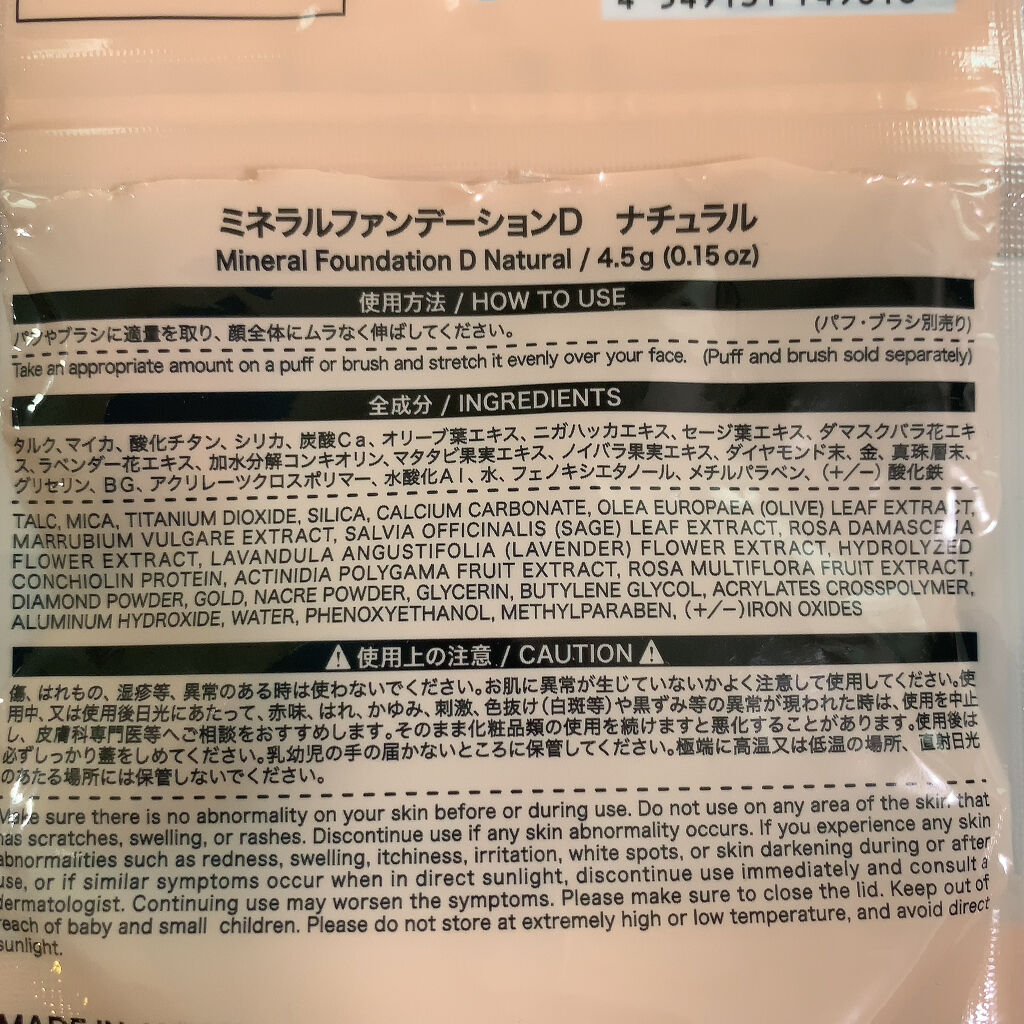 ミネラルファンデーションD ナチュラル
Mineral Foundation D Natural / 4.5g (0.15oz)
使用方法 / HOW TO USE
パフやブラシに適量を取り、顔全体にムラなく伸ばしてください。 (パフ・ブラシ別売り)
Take an appropriate amount on a puff or brush and stretch it evenly over your face. (Puff and brush sold separately)
全成分 / INGREDIENTS
タルク、マイカ、酸化チタン、シリカ、炭酸Ca、オリーブ葉エキス、ニガハッカエキス、セージ葉エキス、ダマスクバラ花エキ
ス、ラベンダー花エキス、加水分解コンキオリン、マタタビ果実エキス、ノイバラ果実エキス、ダイヤモンド末、金、真珠層末、
グリセリン、BG、アクリレーツクロスポリマー、水酸化Al、水、フェノキシエタノール、メチルパラベン、(+/−)酸化鉄
TALC, MICA, TITANIUM DIOXIDE, SILICA, CALCIUM CARBONATE, OLEA EUROPAEA (OLIVE) LEAF EXTRACT,
MARRUBIUM VULGARE EXTRACT, SALVIA OFFICINALIS (SAGE) LEAF EXTRACT, ROSA DAMASCENA
FLOWER EXTRACT, LAVANDULA ANGUSTIFOLIA (LAVENDER) FLOWER EXTRACT, HYDROLYZED
CONCHIOLIN PROTEIN, ACTINIDIA POLYGAMA FRUIT EXTRACT, ROSA MULTIFLORA FRUIT EXTRACT,
DIAMOND POWDER, GOLD, NACRE POWDER, GLYCERIN, BUTYLENE GLYCOL, ACRYLATES CROSSPOLYMER,
ALUMINUM HYDROXIDE, WATER, PHENOXYETHANOL, METHYLPARABEN, (+/−)IRON OXIDES
使用上の注意 / CAUTION
傷、はれもの、湿疹等、異常のある時は使わないでください。お肌に異常が生じていないかよく注意して使用してください。使
用中、又は使用後日光にあたって、赤味、はれ、かゆみ、刺激、色抜け(白斑等)や黒ずみ等の異常が現われた時は、使用を中止
し、皮膚科専門医等へご相談をおすすめします。そのまま化粧品類の使用を続けますと悪化することがあります。使用後は
必ずしっかり蓋をしめてください。乳幼児の手の届かないところに保管してください。極端に高温又は低温の場所、直射日光
のあたる場所には保管しないでください。
Make sure there is no abnormality on your skin before or during use. Do not use on any area of the skin that
has scratches, swelling, or rashes. Discontinue use if any skin abnormality occurs. If you experience any skin
abnormalities such as redness, swelling, itchiness, irritation, white spots, or skin darkening during or after
use, or if similar symptoms occur when in direct sunlight, discontinue use immediately and consult a
dermatologist. Continuing use may worsen the symptoms. Please make sure to close the lid. Keep out of
reach of baby and small children. Please do not store at extremely high or low temperature, and avoid direct
sunlight.
MADE IN